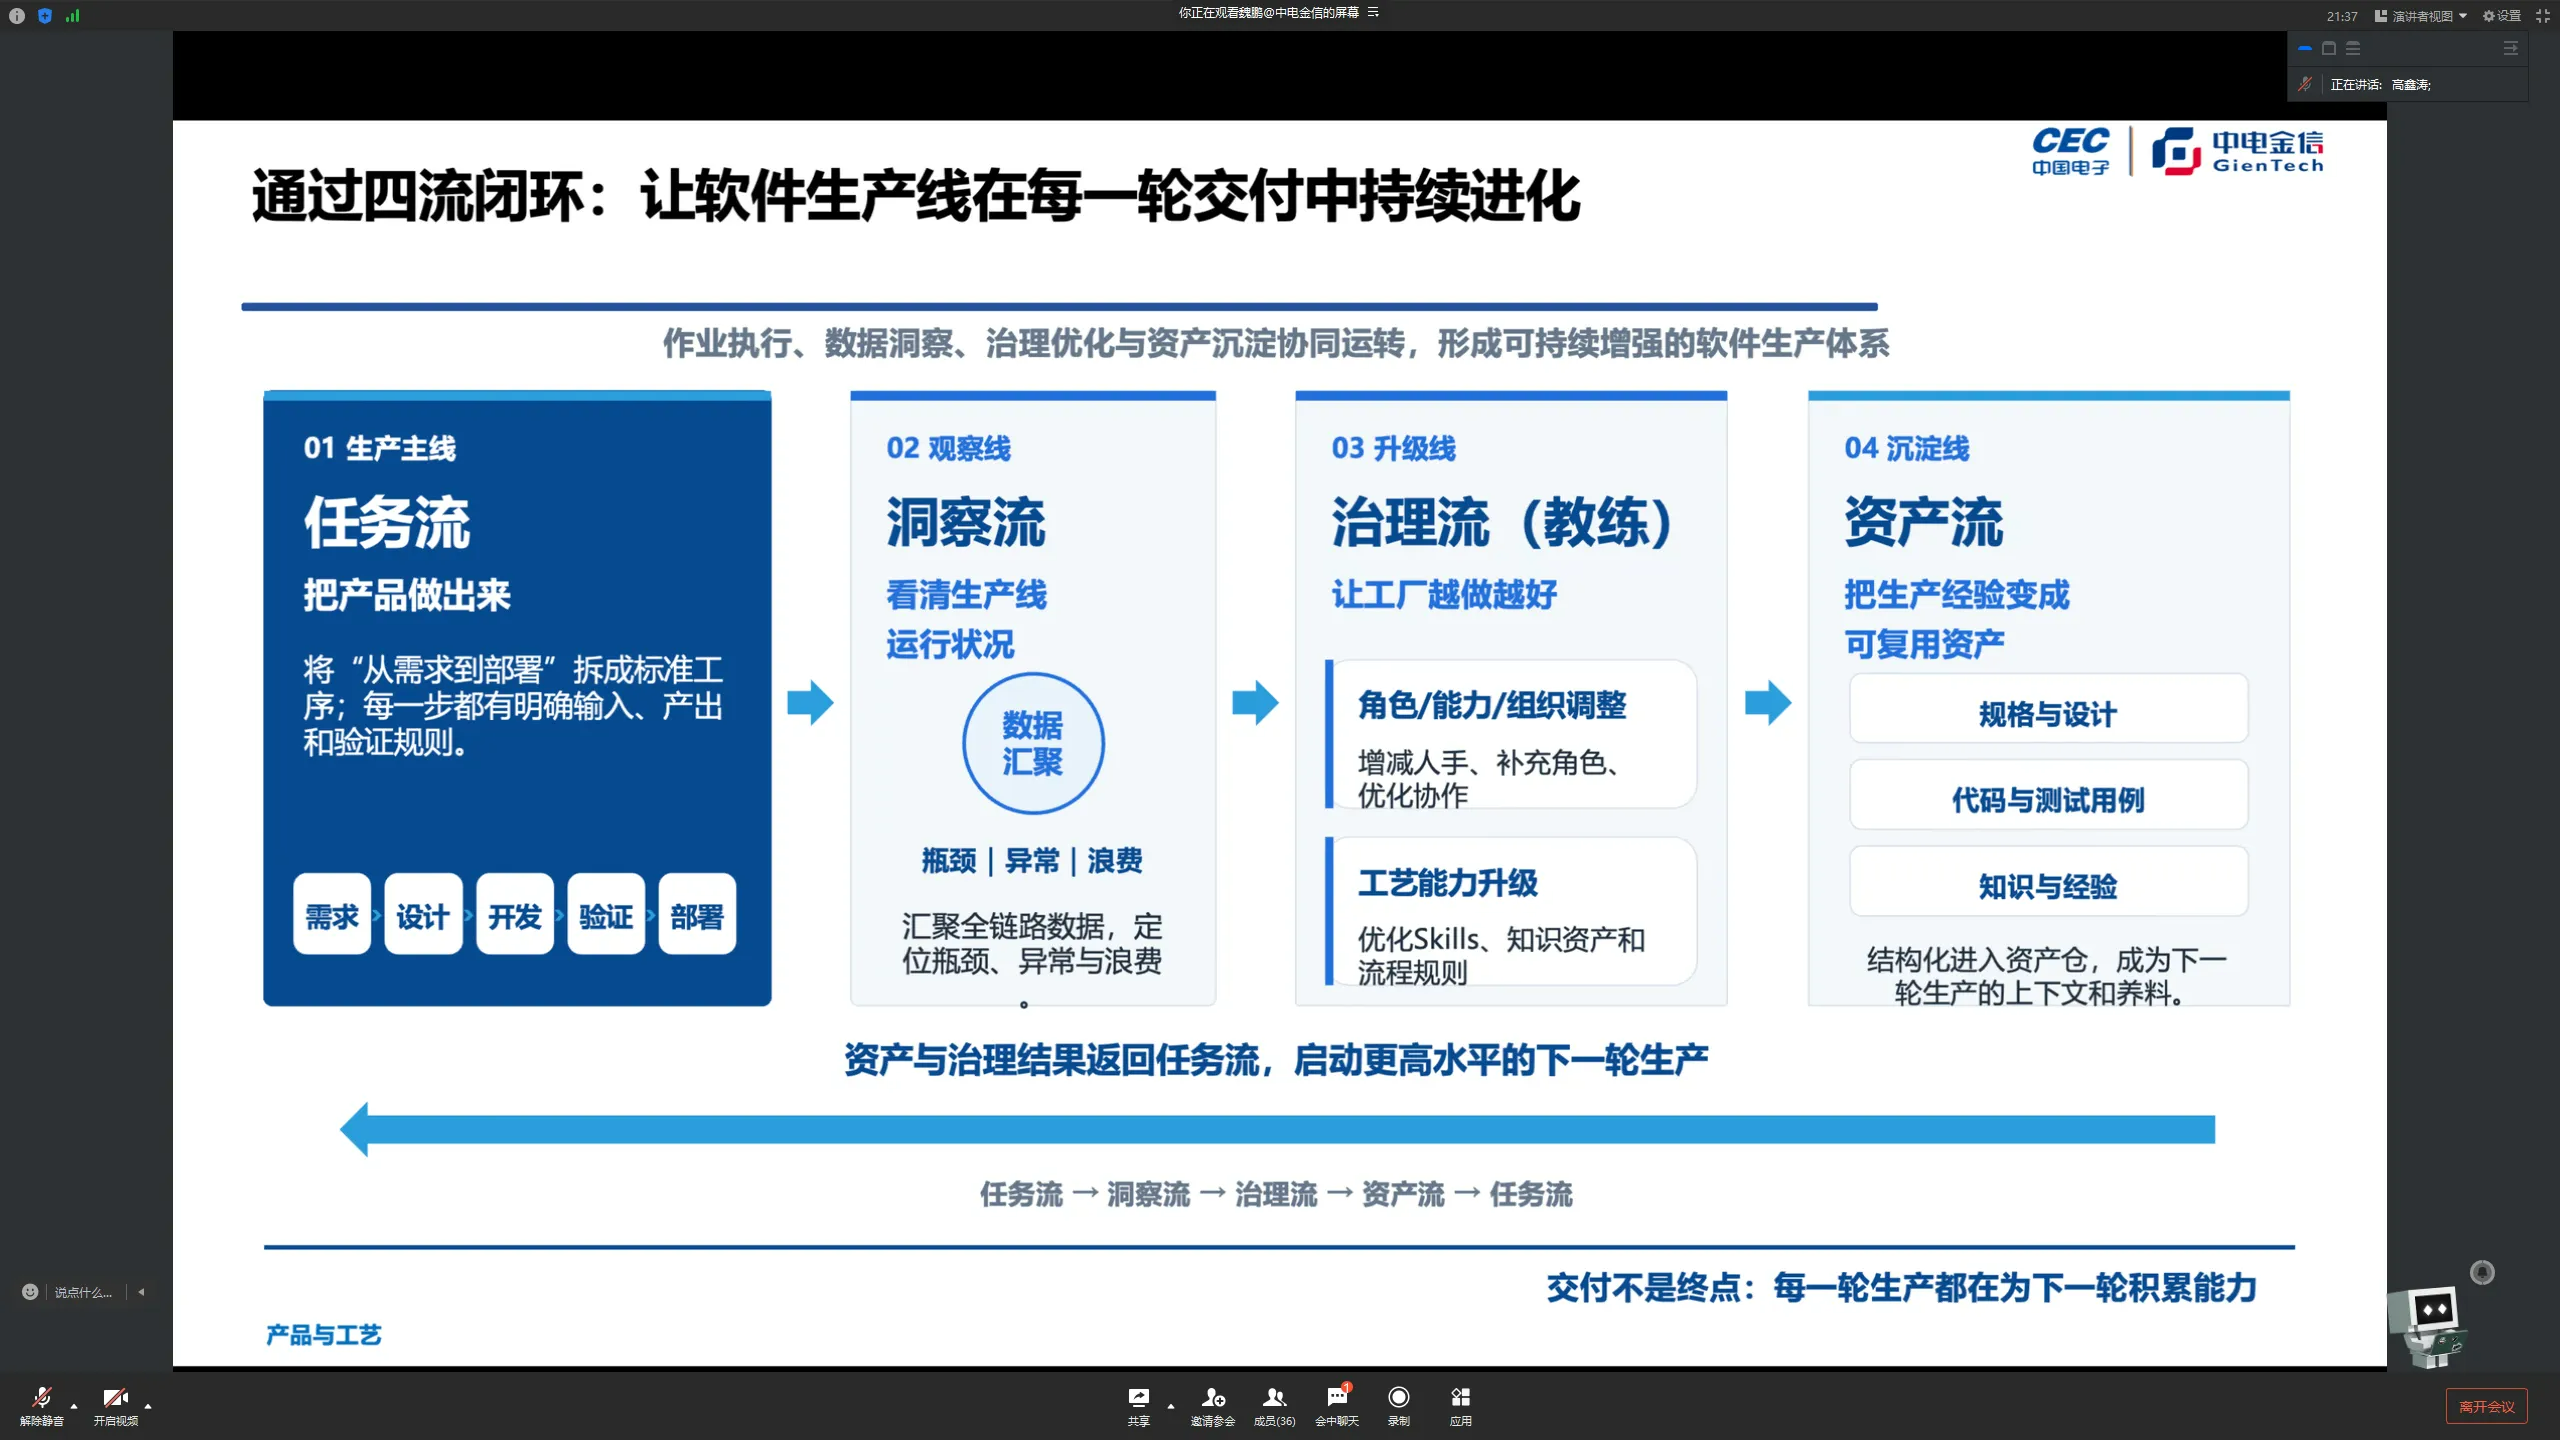 你正在观看魏鹏@中电金信的屏幕
21:37
演讲者视图
设置
正在讲话: 高鑫涛;
CEC
中国电子
中电金信
GienTech
通过四流闭环：让软件生产线在每一轮交付中持续进化
作业执行、数据洞察、治理优化与资产沉淀协同运转，形成可持续增强的软件生产体系
01 生产主线
任务流
把产品做出来
将“从需求到部署”拆成标准工
序；每一步都有明确输入、产出
和验证规则。
需求
设计
开发
验证
部署
02 观察线
洞察流
看清生产线
运行状况
数据
汇聚
瓶颈｜异常｜浪费
汇聚全链路数据，定
位瓶颈、异常与浪费
。
03 升级线
治理流（教练）
让工厂越做越好
角色/能力/组织调整
增减人手、补充角色、
优化协作
工艺能力升级
优化Skills、知识资产和
流程规则
04 沉淀线
资产流
把生产经验变成
可复用资产
规格与设计
代码与测试用例
知识与经验
结构化进入资产仓，成为下一
轮生产的上下文和养料。
资产与治理结果返回任务流，启动更高水平的下一轮生产
任务流 → 洞察流 → 治理流 → 资产流 → 任务流
交付不是终点：每一轮生产都在为下一轮积累能力
产品与工艺
说点什么...
解除静音
开启视频
共享
邀请参会
成员(36)
1
会中聊天
录制
应用
离开会议